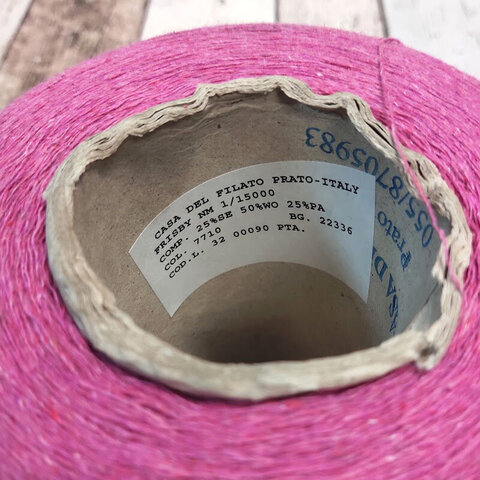 CASA DEL FILATO PRATO-ITALY
FRISBY NM 1/15000
COMP. 25%SE 50%WO 25%PA
COL. 7710 BG. 22336
COD.L. 32 00090 PTA.
055/8705983
Prato